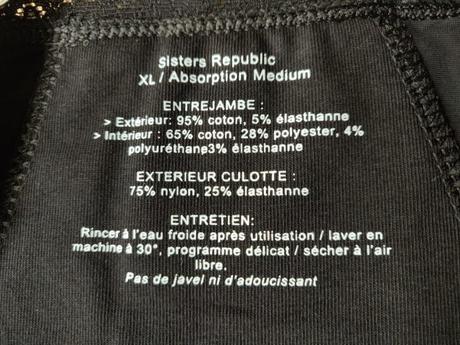 Sisters Republic
XL / Absorption Medium
ENTREJAMBE :
> Extérieur: 95% coton, 5% élasthanne
> Intérieur : 65% coton, 28% polyester, 4%
polyuréthane3% élasthanne
EXTERIEUR CULOTTE :
75% nylon, 25% élasthanne
ENTRETIEN:
Rincer à l'eau froide après utilisation / laver en
machine à 30°, programme délicat / sécher à l'air
libre.
Pas de javel ni d'adoucissant